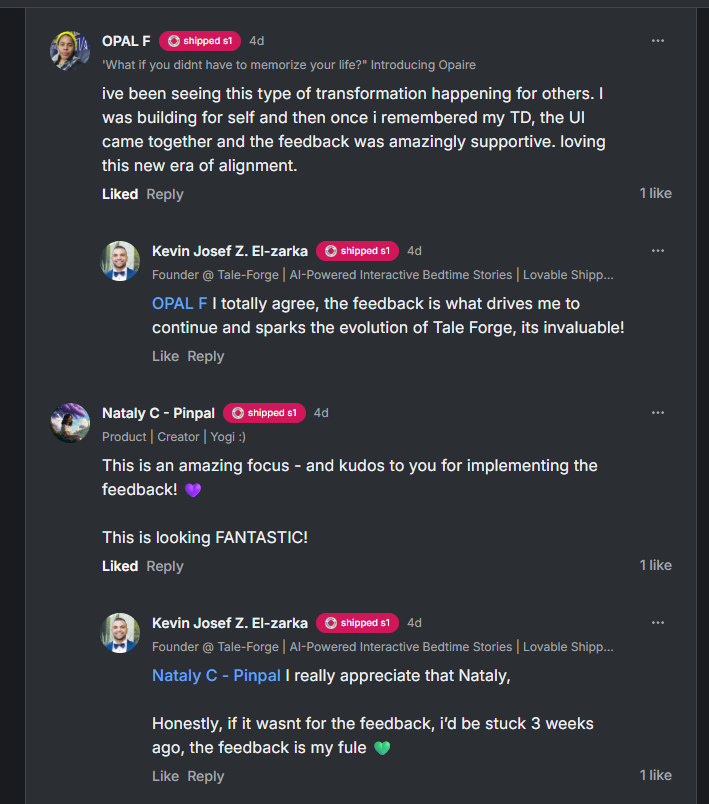 OPAL F shipped s1 4d ...
'What if you didnt have to memorize your life?" Introducing Opaire
ive been seeing this type of transformation happening for others. I
was building for self and then once i remembered my TD, the UI
came together and the feedback was amazingly supportive. loving
this new era of alignment.
Liked Reply 1 like
Kevin Josef Z. El-zarka shipped s1 4d ...
Founder @ Tale-Forge | AI-Powered Interactive Bedtime Stories | Lovable Shipp...
OPAL F I totally agree, the feedback is what drives me to
continue and sparks the evolution of Tale Forge, its invaluable!
Like Reply
Nataly C - Pinpal shipped s1 4d ...
Product | Creator | Yogi :)
This is an amazing focus - and kudos to you for implementing the
feedback! 💜
This is looking FANTASTIC!
Liked Reply 1 like
Kevin Josef Z. El-zarka shipped s1 4d ...
Founder @ Tale-Forge | AI-Powered Interactive Bedtime Stories | Lovable Shipp...
Nataly C - Pinpal I really appreciate that Nataly,
Honestly, if it wasnt for the feedback, i'd be stuck 3 weeks
ago, the feedback is my fule 💚
Like Reply 1 like